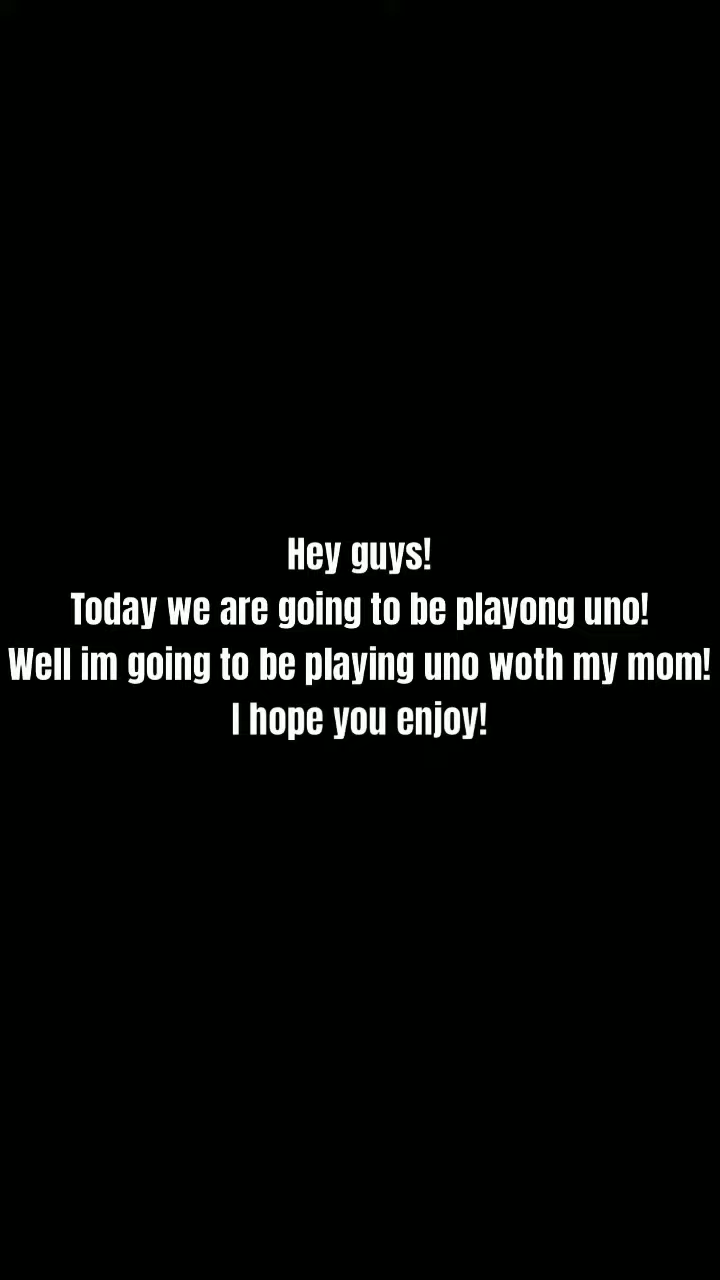 Hey guys!
Today we are going to be playong uno!
Well im going to be playing uno woth my mom!
I hope you enjoy!